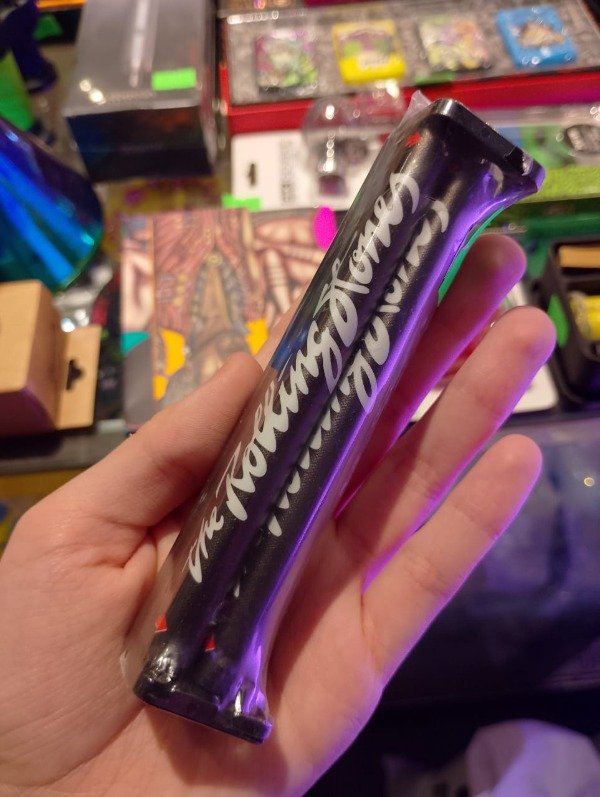 The Rolling Stones